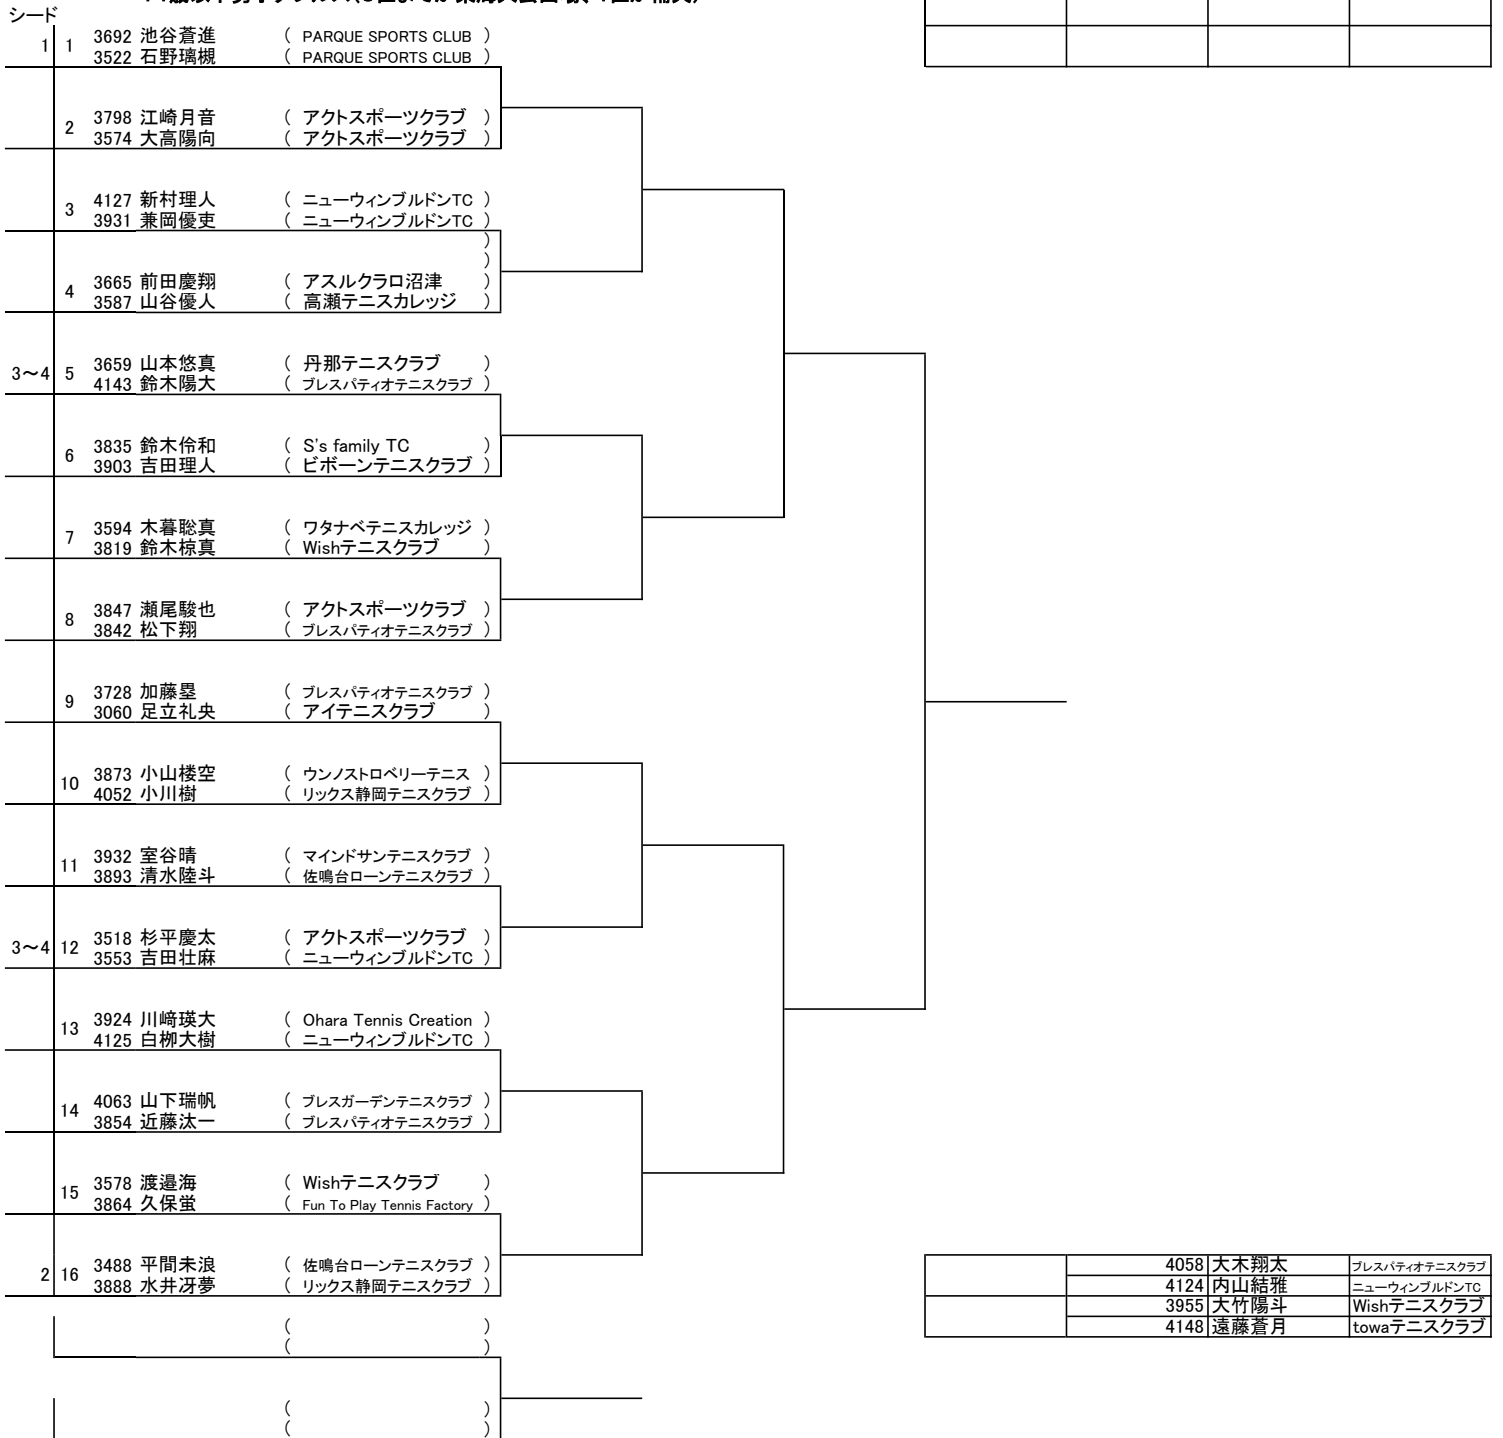 シード
1 1 3692 池谷蒼進 ( PARQUE SPORTS CLUB )
3522 石野璃槻 ( PARQUE SPORTS CLUB )
2 3798 江崎月音 ( アクトスポーツクラブ )
3574 大高陽向 ( アクトスポーツクラブ )
3 4127 新村理人 ( ニューウィンブルドンTC )
3931 兼岡優吏 ( ニューウィンブルドンTC )
)
)
4 3665 前田慶翔 ( アスルクラロ沼津 )
3587 山谷優人 ( 高瀬テニスカレッジ )
3～4 5 3659 山本悠真 ( 丹那テニスクラブ )
4143 鈴木陽大 ( ブレスパティオテニスクラブ )
6 3835 鈴木伶和 ( S's family TC )
3903 吉田理人 ( ビボーンテニスクラブ )
7 3594 木暮聡真 ( ワタナベテニスカレッジ )
3819 鈴木椋真 ( Wishテニスクラブ )
8 3847 瀬尾駿也 ( アクトスポーツクラブ )
3842 松下翔 ( ブレスパティオテニスクラブ )
9 3728 加藤塁 ( ブレスパティオテニスクラブ )
3060 足立礼央 ( アイテニスクラブ )
10 3873 小山楼空 ( ウンノストロベリーテニス )
4052 小川樹 ( リックス静岡テニスクラブ )
11 3932 室谷晴 ( マインドサンテニスクラブ )
3893 清水陸斗 ( 佐鳴台ローンテニスクラブ )
3～4 12 3518 杉平慶太 ( アクトスポーツクラブ )
3553 吉田壮麻 ( ニューウィンブルドンTC )
13 3924 川﨑瑛大 ( Ohara Tennis Creation )
4125 白栁大樹 ( ニューウィンブルドンTC )
14 4063 山下瑞帆 ( ブレスガーデンテニスクラブ )
3854 近藤汰一 ( ブレスパティオテニスクラブ )
15 3578 渡邉海 ( Wishテニスクラブ )
3864 久保蛍 ( Fun To Play Tennis Factory )
2 16 3488 平間未浪 ( 佐鳴台ローンテニスクラブ )
3888 水井冴夢 ( リックス静岡テニスクラブ )
( )
( )
( )
( )
4058 大木翔太 ブレスパティオテニスクラブ
4124 内山結雅 ニューウィンブルドンTC
3955 大竹陽斗 Wishテニスクラブ
4148 遠藤蒼月 towaテニスクラブ